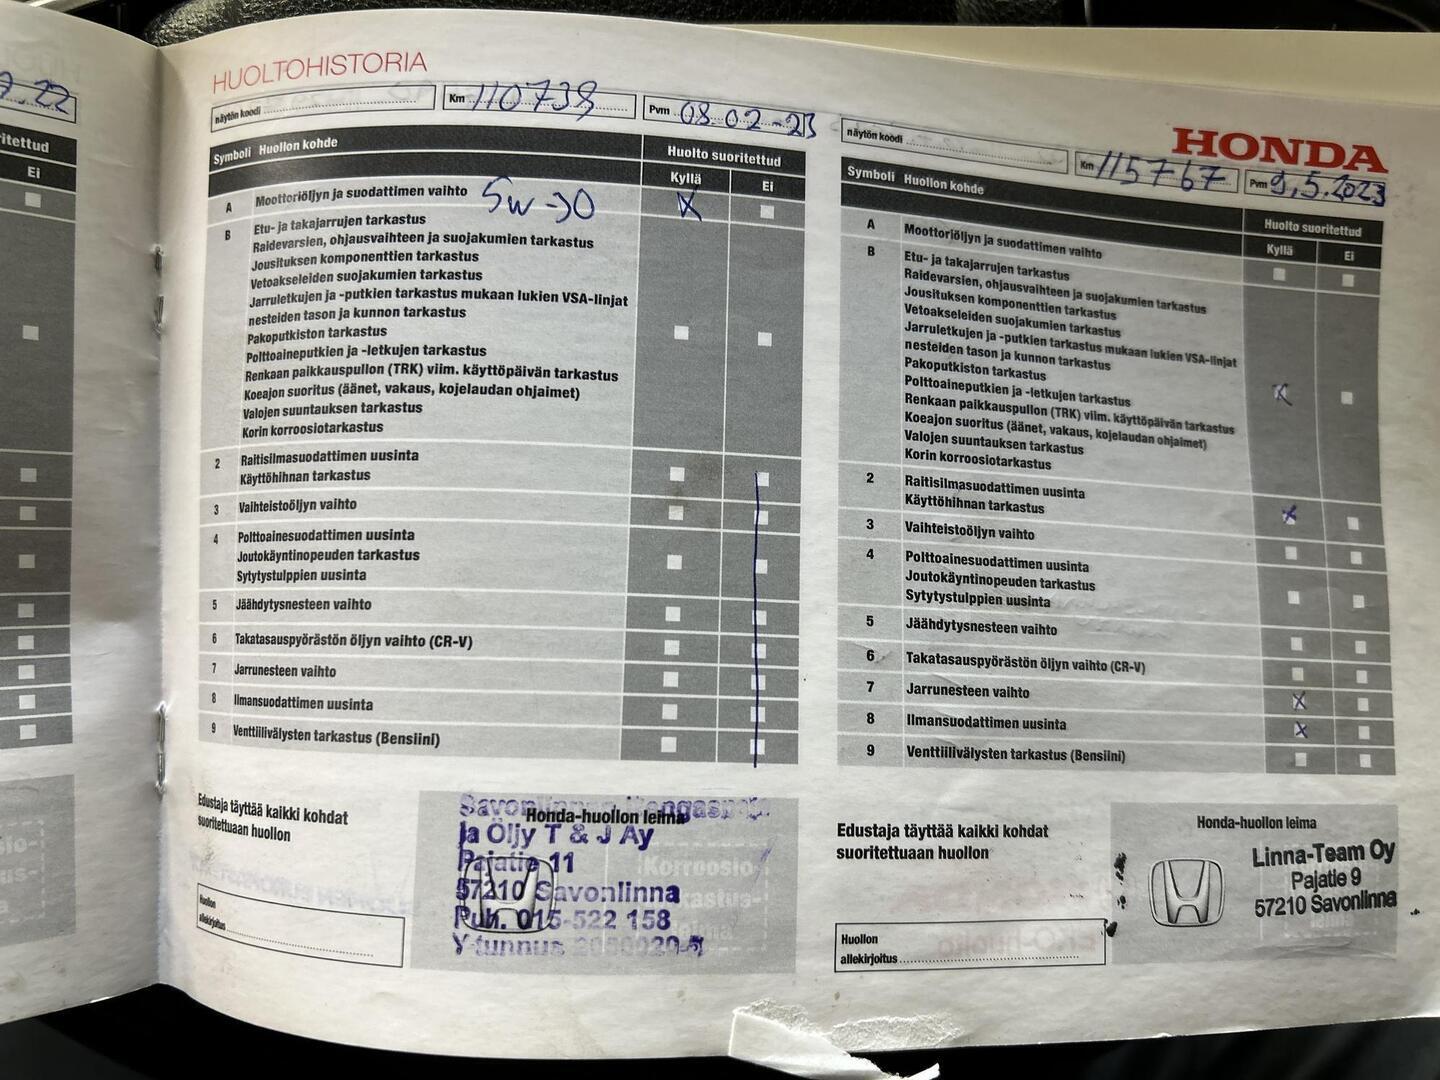 7.22
Ei
HUOLTOHISTORIA
näytön koodi
Km 110739
Pvm 08.02-23
Symboli Huollon kohde
Huolto suoritettud
Kyllä Ei
A Moottoriöljyn ja suodattimen vaihto 5w-30 X
B Etu- ja takajarrujen tarkastus
Raidevarsien, ohjausvaihteen ja suojakumien tarkastus
Jousituksen komponenttien tarkastus
Vetoakseleiden suojakumien tarkastus
Jarruletkujen ja -putkien tarkastus mukaan lukien VSA-linjat
nesteiden tason ja kunnon tarkastus
Pakoputkiston tarkastus
Polttoaineputkien ja -letkujen tarkastus
Renkaan paikkauspullon (TRK) viim. käyttöpäivän tarkastus
Koeajon suoritus (äänet, vakaus, kojelaudan ohjaimet)
Valojen suuntauksen tarkastus
Korin korroosiotarkastus
2 Raitisilmasuodattimen uusinta
Käyttöhihnan tarkastus
3 Vaihteistoöljyn vaihto
4 Polttoainesuodattimen uusinta
Joutokäyntinopeuden tarkastus
Sytytystulppien uusinta
5 Jäähdytysnesteen vaihto
6 Takatasauspyörästön öljyn vaihto (CR-V)
7 Jarrunesteen vaihto
8 Ilmansuodattimen uusinta
9 Venttiilivälysten tarkastus (Bensiini)
Edustaja täyttää kaikki kohdat
suoritettuaan huollon
Honda-huollon leima
ja Öljy T & J Ay
Pajatie 11
57210 Savonlinna
Puh. 015-522 158
Huollon
allekirjoitus
HONDA
näytön koodi
Km 115767
Pvm 9.5.2023
Symboli Huollon kohde
Huolto suoritettud
Kyllä Ei
A Moottoriöljyn ja suodattimen vaihto
B Etu- ja takajarrujen tarkastus
Raidevarsien, ohjausvaihteen ja suojakumien tarkastus
Jousituksen komponenttien tarkastus
Vetoakseleiden suojakumien tarkastus
Jarruletkujen ja -putkien tarkastus mukaan lukien VSA-linjat
nesteiden tason ja kunnon tarkastus
Pakoputkiston tarkastus
Polttoaineputkien ja -letkujen tarkastus X
Renkaan paikkauspullon (TRK) viim. käyttöpäivän tarkastus
Koeajon suoritus (äänet, vakaus, kojelaudan ohjaimet)
Valojen suuntauksen tarkastus
Korin korroosiotarkastus
2 Raitisilmasuodattimen uusinta
Käyttöhihnan tarkastus X
3 Vaihteistoöljyn vaihto
4 Polttoainesuodattimen uusinta
Joutokäyntinopeuden tarkastus
Sytytystulppien uusinta
5 Jäähdytysnesteen vaihto
6 Takatasauspyörästön öljyn vaihto (CR-V)
7 Jarrunesteen vaihto X
8 Ilmansuodattimen uusinta X
9 Venttiilivälysten tarkastus (Bensiini)
Edustaja täyttää kaikki kohdat
suoritettuaan huollon
Honda-huollon leima
Linna-Team Oy
Pajatie 9
57210 Savonlinna
Huollon
allekirjoitus